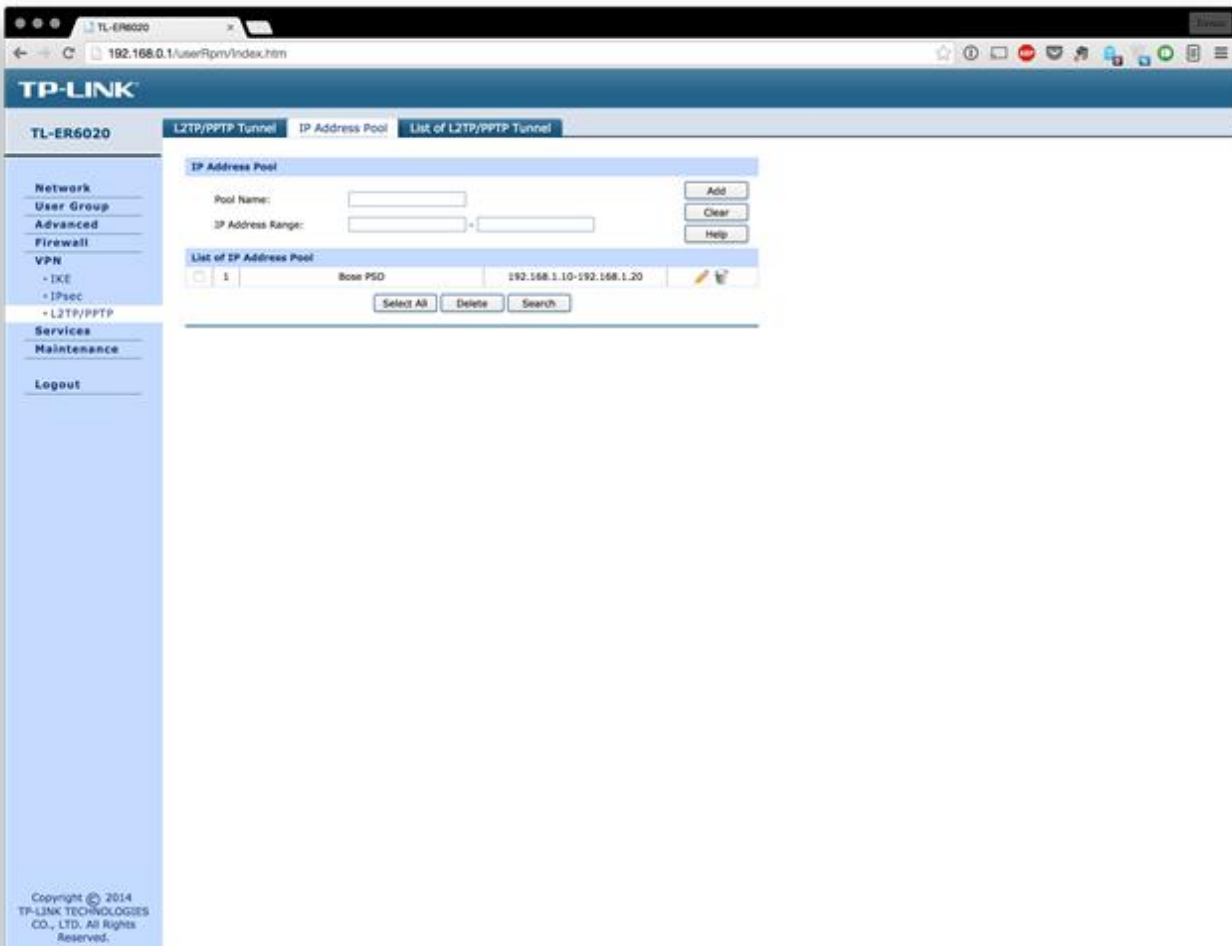 TL-ER6020
192.168.0.1/userRpm/Index.htm
TP-LINK
TL-ER6020
L2TP/PPTP Tunnel
IP Address Pool
List of L2TP/PPTP Tunnel
Network
User Group
Advanced
Firewall
VPN
IKE
IPsec
L2TP/PPTP
Services
Maintenance
Logout
IP Address Pool
Pool Name:
IP Address Range:
-
Add
Clear
Help
List of IP Address Pool
1 Bose PSD 192.168.1.10-192.168.1.20
Select All
Delete
Search
Copyright © 2014
TP-LINK TECHNOLOGIES
CO., LTD. All Rights
Reserved.